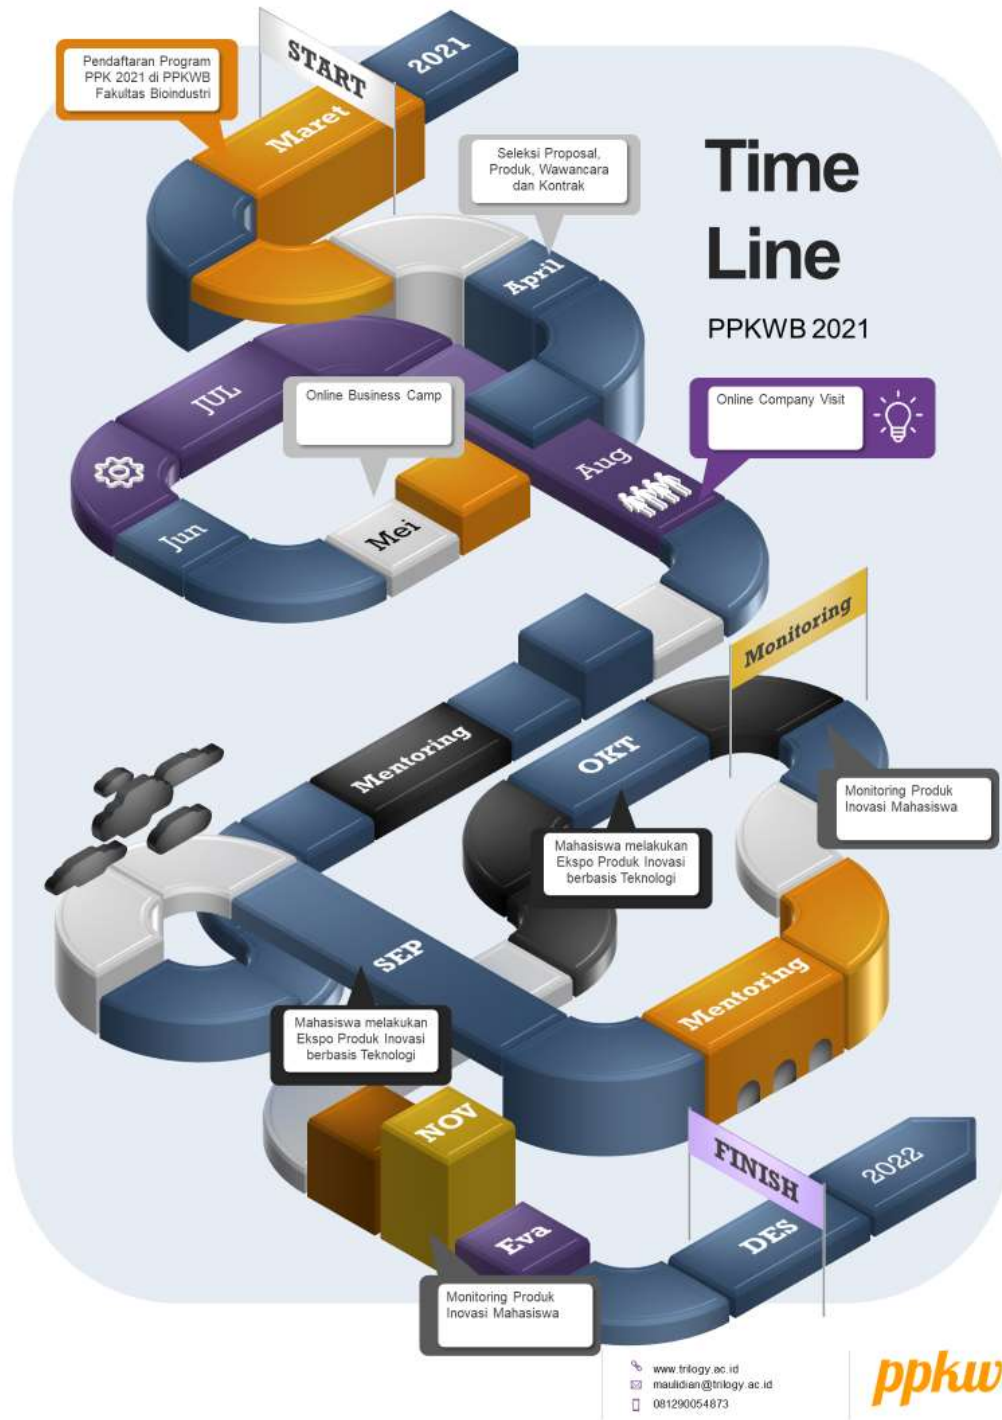 2021
START
Pendaftaran Program
PPK 2021 di PPKWB
Fakultas Bioindustri
Maret
Seleksi Proposal,
Produk, Wawancara
dan Kontrak
Time
Line
PPKWB 2021
April
JUL
Online Business Camp
Online Company Visit
Aug
Jun
Mei
Monitoring
Mentoring
OKT
Monitoring Produk
Inovasi Mahasiswa
Mahasiswa melakukan
Ekspo Produk Inovasi
berbasis Teknologi
SEP
Mentoring
Mahasiswa melakukan
Ekspo Produk Inovasi
berbasis Teknologi
NOV
FINISH
2022
DES
Eva
Monitoring Produk
Inovasi Mahasiswa
www.trilogy.ac.id
maulidian@trilogy.ac.id
081290054873
ppkw